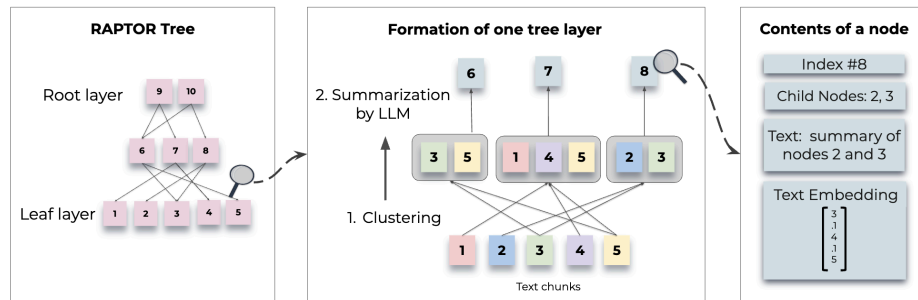 RAPTOR Tree
Root layer
9 10
6 7 8
Leaf layer
1 2 3 4 5
Formation of one tree layer
6 7 8
2. Summarization
by LLM
3 5 1 4 5 2 3
1. Clustering
1 2 3 4 5
Text chunks
Contents of a node
Index #8
Child Nodes: 2, 3
Text: summary of
nodes 2 and 3
Text Embedding
3
.1
4
.1
5